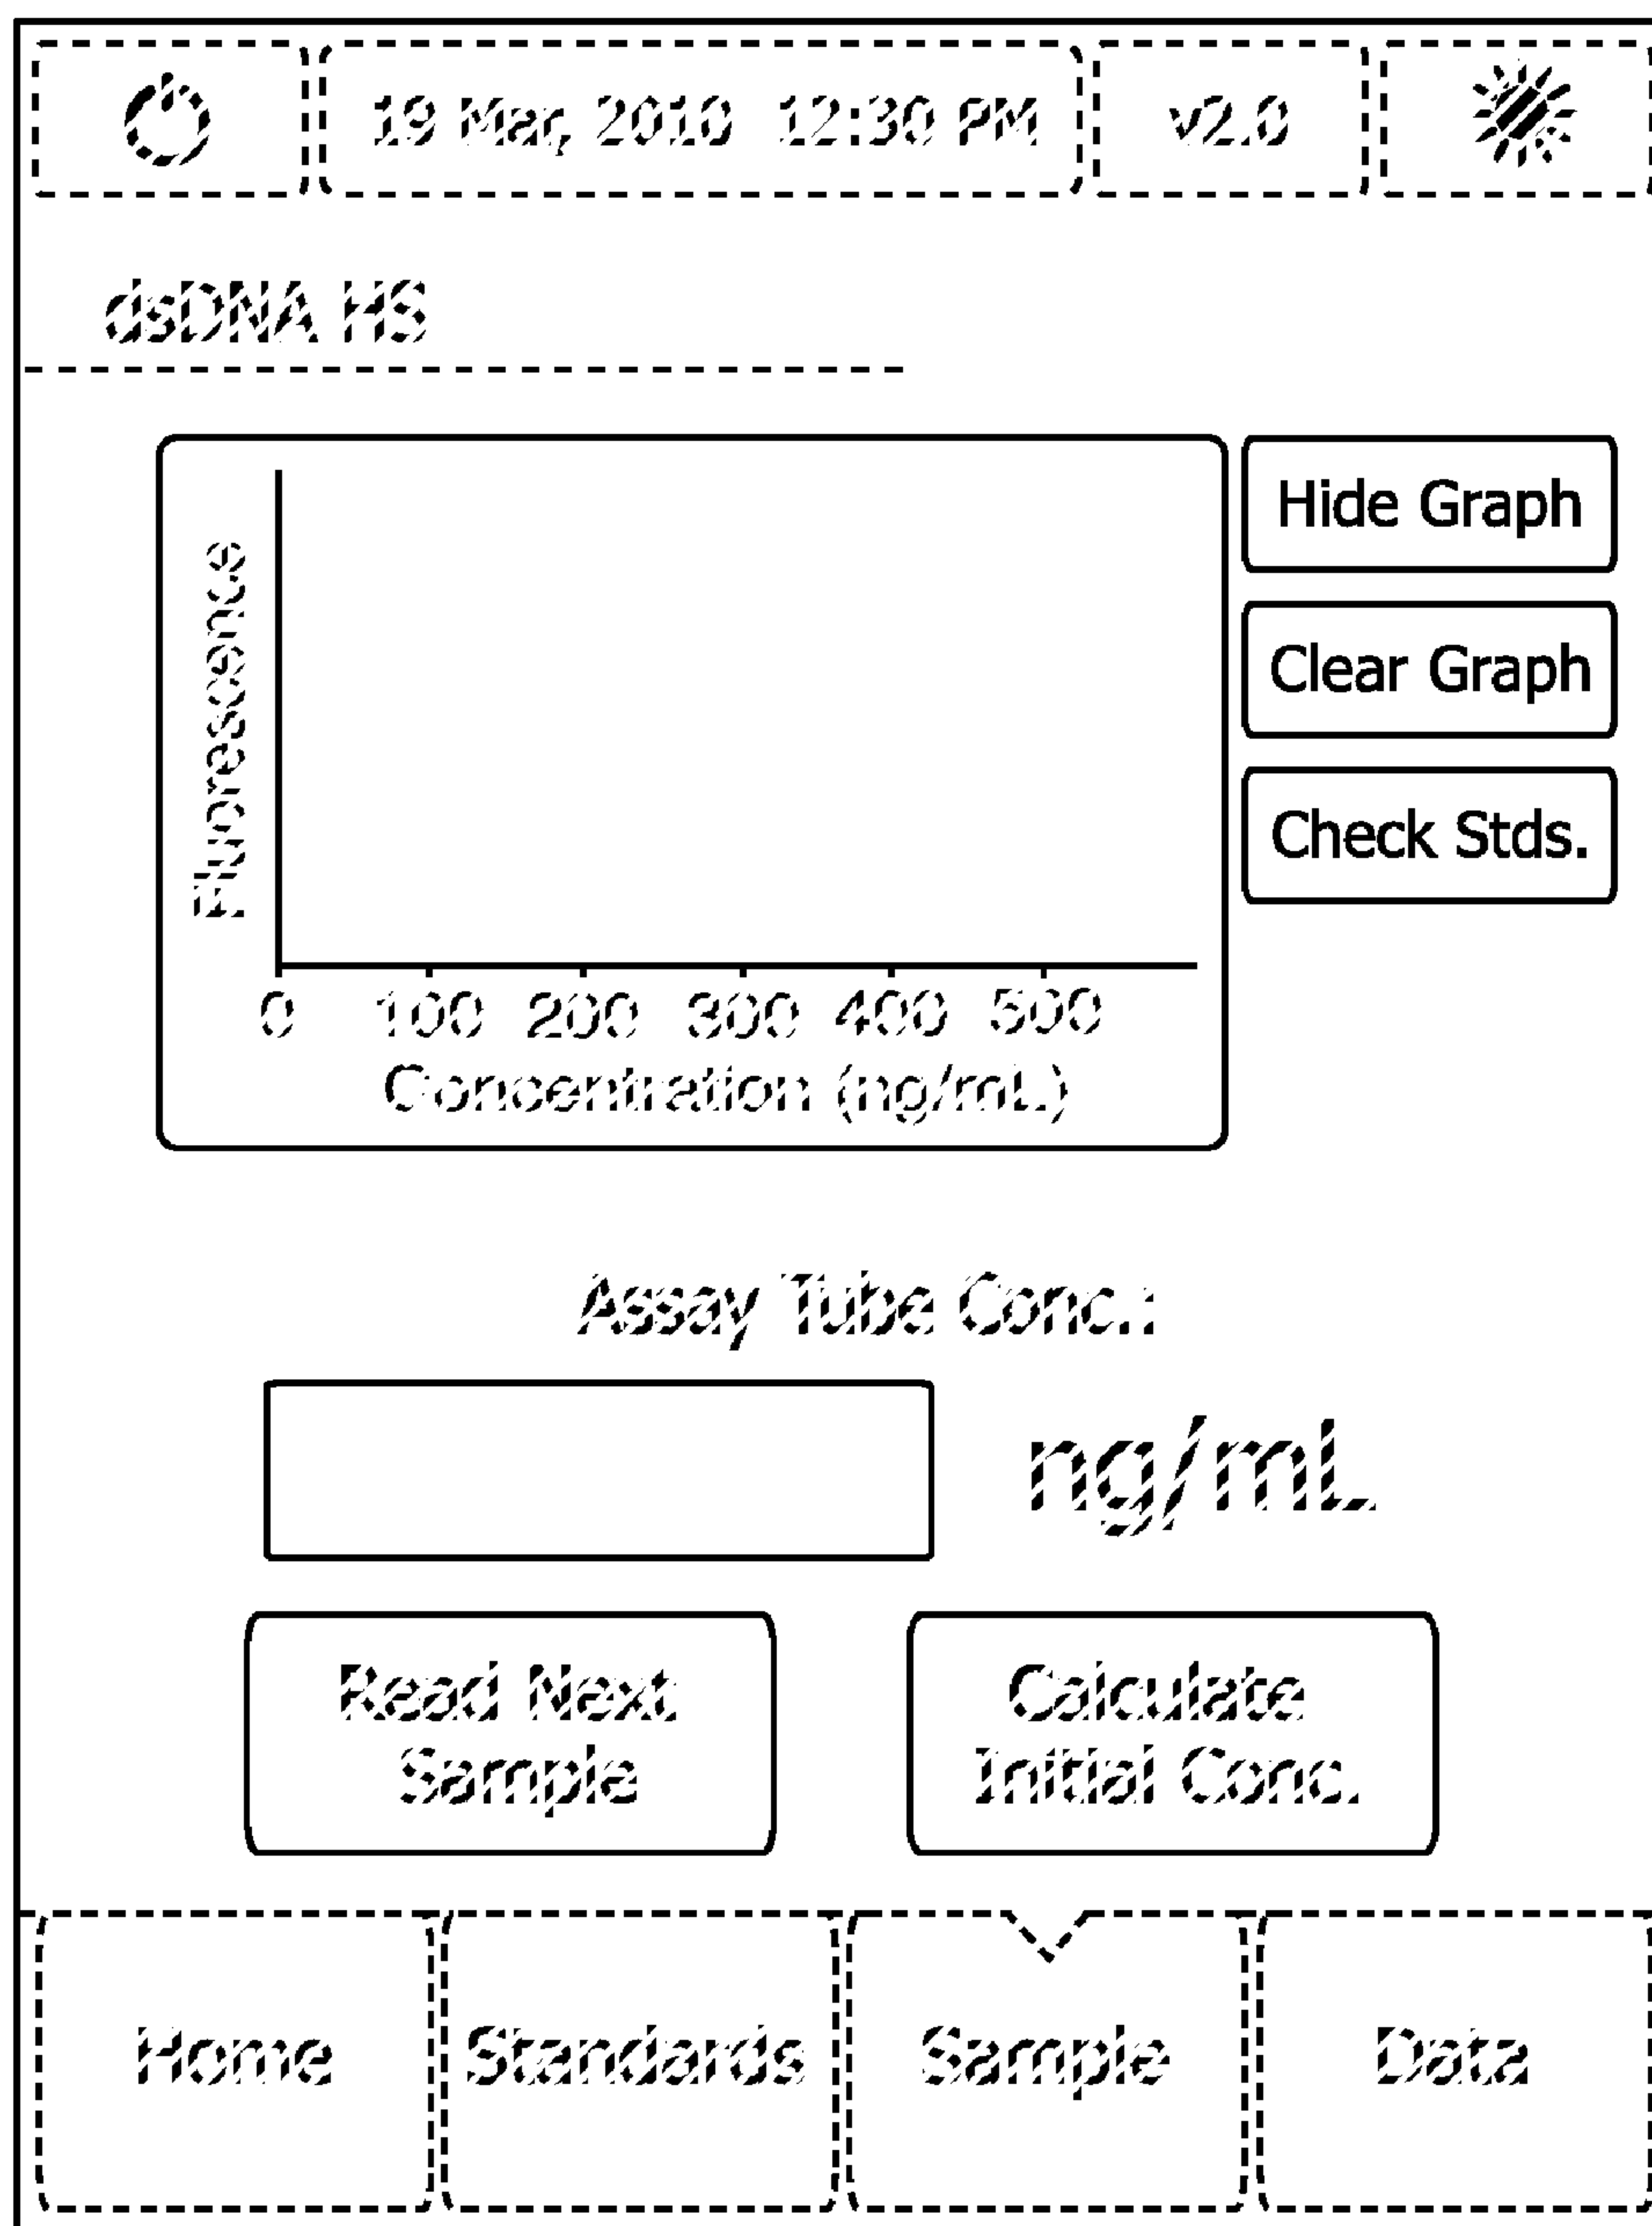 19 Mar, 2010 12:30 PM
v2.0
dsDNA HS
Fluorescence
0 100 200 300 400 500
Concentration (ng/mL)
Hide Graph
Clear Graph
Check Stds.
Assay Tube Conc.:
ng/mL
Read Next
Sample
Calculate
Initial Conc.
Home
Standards
Sample
Data